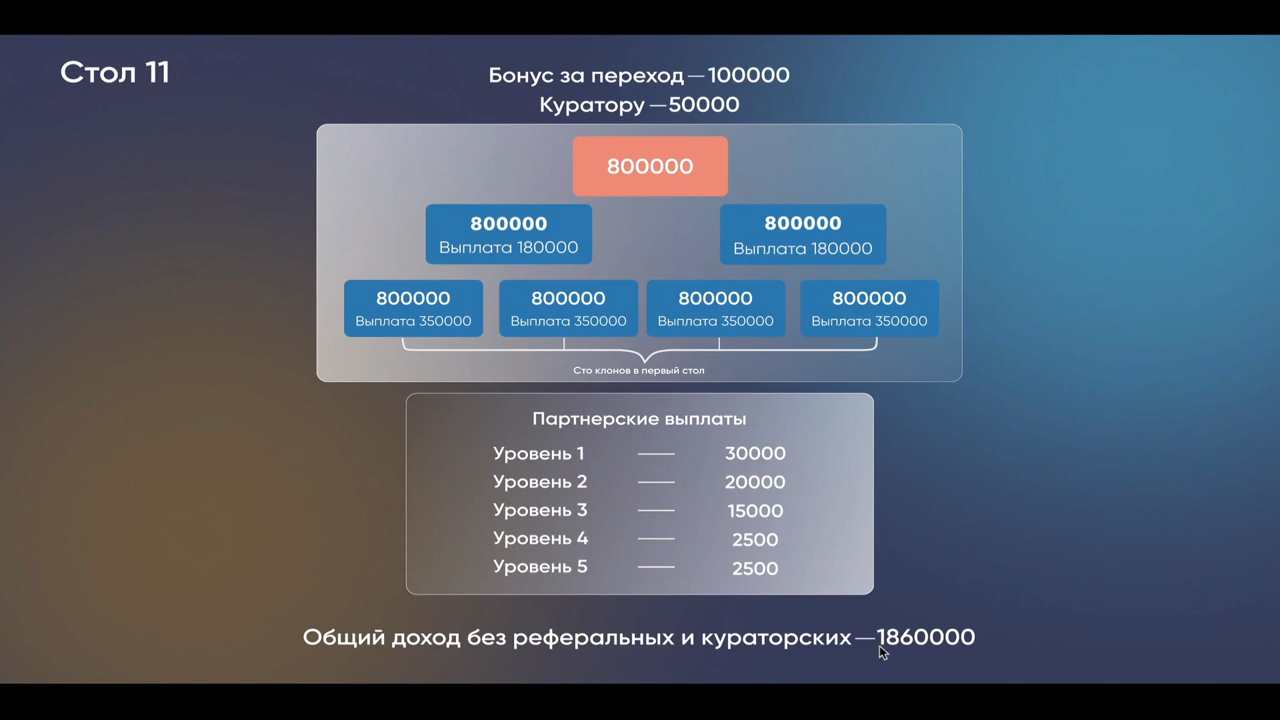 Стол 11
Бонус за переход — 100000
Куратору — 50000
800000
800000
Выплата 180000
800000
Выплата 180000
800000
Выплата 350000
800000
Выплата 350000
800000
Выплата 350000
800000
Выплата 350000
Сто клонов в первый стол
Партнерские выплаты
Уровень 1 — 30000
Уровень 2 — 20000
Уровень 3 — 15000
Уровень 4 — 2500
Уровень 5 — 2500
Общий доход без реферальных и кураторских — 1860000